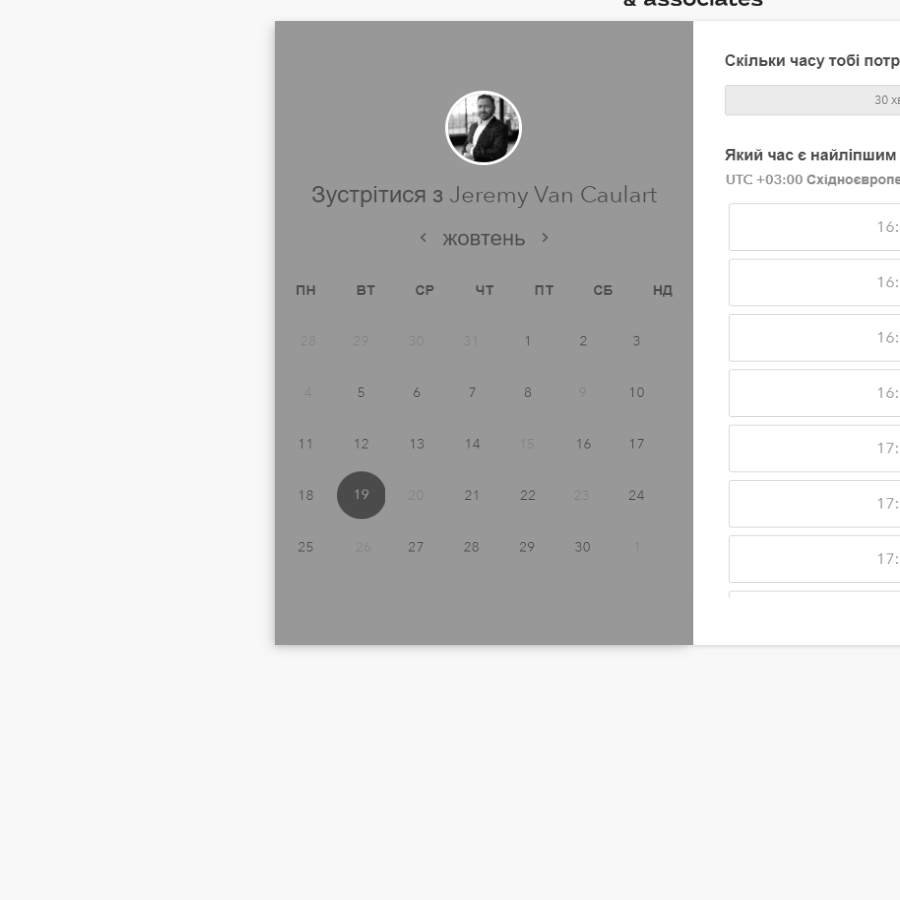 & associates
Зустрітися з Jeremy Van Caulart
жовтень
ПН ВТ СР ЧТ ПТ СБ НД
28 29 30 31 1 2 3
4 5 6 7 8 9 10
11 12 13 14 15 16 17
18 19 20 21 22 23 24
25 26 27 28 29 30 1
Скільки часу тобі потр
30 хв
Який час є найліпшим
UTC +03:00 Східноєвропе
16:
16:
16:
16:
17:
17:
17: